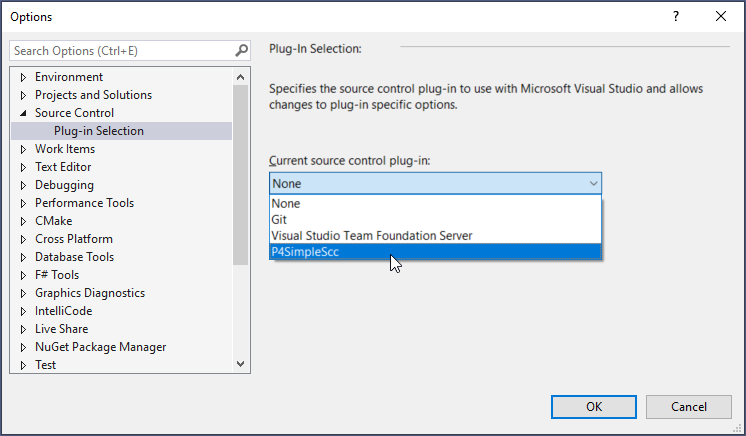 Options
?
Search Options (Ctrl+E)
Environment
Projects and Solutions
Source Control
Plug-in Selection
Work Items
Text Editor
Debugging
Performance Tools
CMake
Cross Platform
Database Tools
F# Tools
Graphics Diagnostics
IntelliCode
Live Share
NuGet Package Manager
Test
Plug-In Selection:
Specifies the source control plug-in to use with Microsoft Visual Studio and allows
changes to plug-in specific options.
Current source control plug-in:
None
None
Git
Visual Studio Team Foundation Server
P4SimpleScc
OK
Cancel